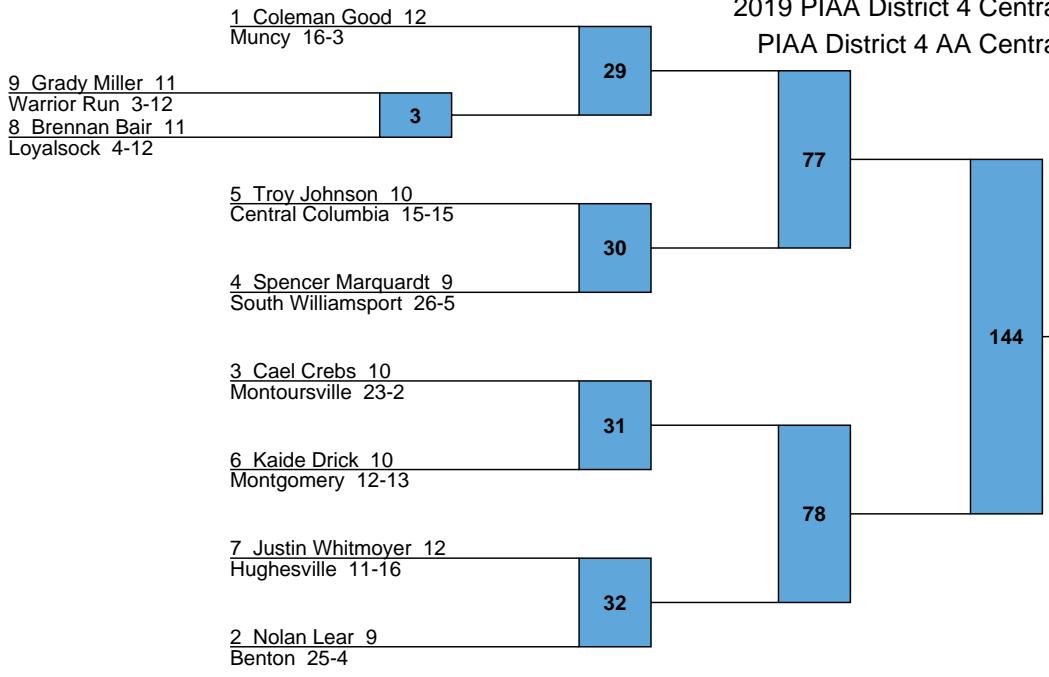 2019 PIAA District 4 Centra
PIAA District 4 AA Centra
1 Coleman Good 12
Muncy 16-3
29
9 Grady Miller 11
Warrior Run 3-12
3
8 Brennan Bair 11
Loyalsock 4-12
77
5 Troy Johnson 10
Central Columbia 15-15
30
4 Spencer Marquardt 9
South Williamsport 26-5
144
3 Cael Crebs 10
Montoursville 23-2
31
6 Kaide Drick 10
Montgomery 12-13
78
7 Justin Whitmoyer 12
Hughesville 11-16
32
2 Nolan Lear 9
Benton 25-4